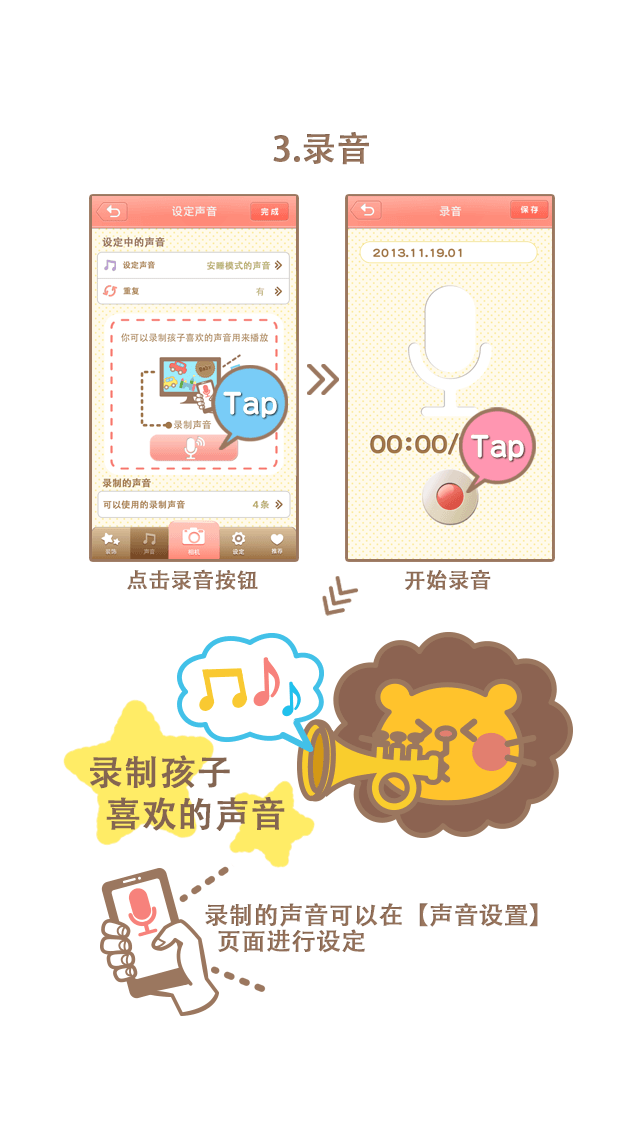 3.录音
设定声音
完成
设定中的声音
设定声音
安睡模式的声音
重复
有
你可以录制孩子喜欢的声音用来播放
Baby
录制声音
Tap
录制的声音
可以使用的录制声音
4条
装饰
声音
相机
设定
推荐
点击录音按钮
录音
保存
2013.11.19.01
00:00/
Tap
开始录音
录制孩子
喜欢的声音
录制的声音可以在【声音设置】
页面进行设定